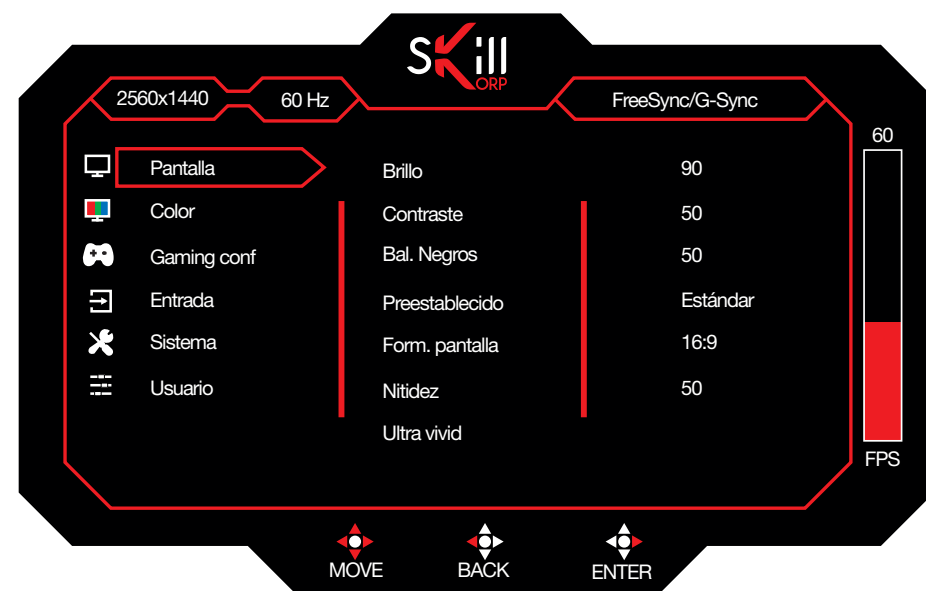 SKill
KORP
2560x1440 60 Hz FreeSync/G-Sync
60
Pantalla Brillo 90
Color Contraste 50
Gaming conf Bal. Negros 50
Entrada Preestablecido Estándar
Sistema Form. pantalla 16:9
Usuario Nitidez 50
Ultra vivid
FPS
MOVE BACK ENTER